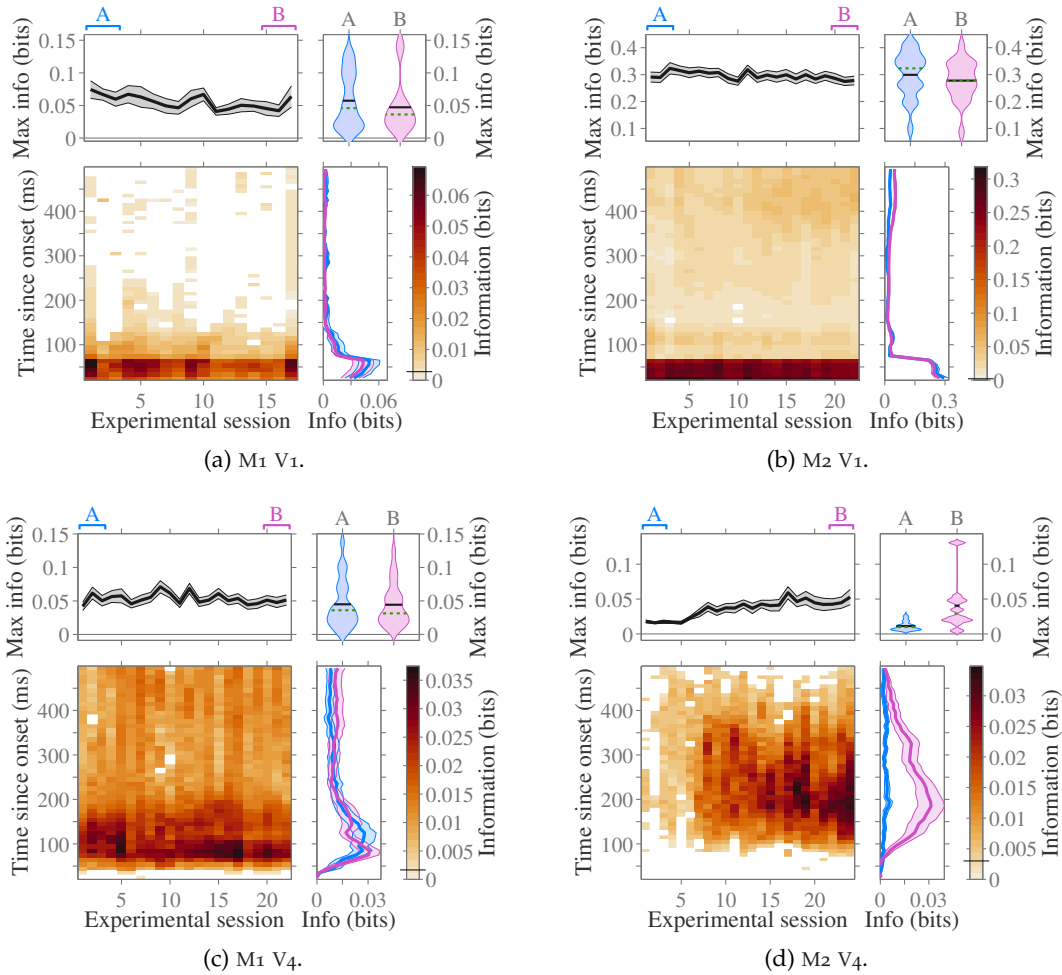 A B A B
Max info (bits)
0.15
0.1
0.05
0
Max info (bits)
0.15
0.1
0.05
0
Time since onset (ms)
400
300
200
100
5 10 15
Experimental session
0 0.06
Info (bits)
Information (bits)
0.06
0.05
0.04
0.03
0.02
0.01
0
(a) M1 V1.
A B A B
Max info (bits)
0.4
0.3
0.2
0.1
Max info (bits)
0.4
0.3
0.2
0.1
Time since onset (ms)
400
300
200
100
5 10 15 20
Experimental session
0 0.3
Info (bits)
Information (bits)
0.3
0.25
0.2
0.15
0.1
0.05
0
(b) M2 V1.
A B A B
Max info (bits)
0.15
0.1
0.05
0
Max info (bits)
0.15
0.1
0.05
0
Time since onset (ms)
400
300
200
100
5 10 15 20
Experimental session
0 0.03
Info (bits)
Information (bits)
0.035
0.03
0.025
0.02
0.015
0.01
0.005
0
(c) M1 V4.
A B A B
Max info (bits)
0.1
0.05
0
Max info (bits)
0.1
0.05
0
Time since onset (ms)
400
300
200
100
5 10 15 20
Experimental session
0 0.03
Info (bits)
Information (bits)
0.03
0.025
0.02
0.015
0.01
0.005
0
(d) M2 V4.